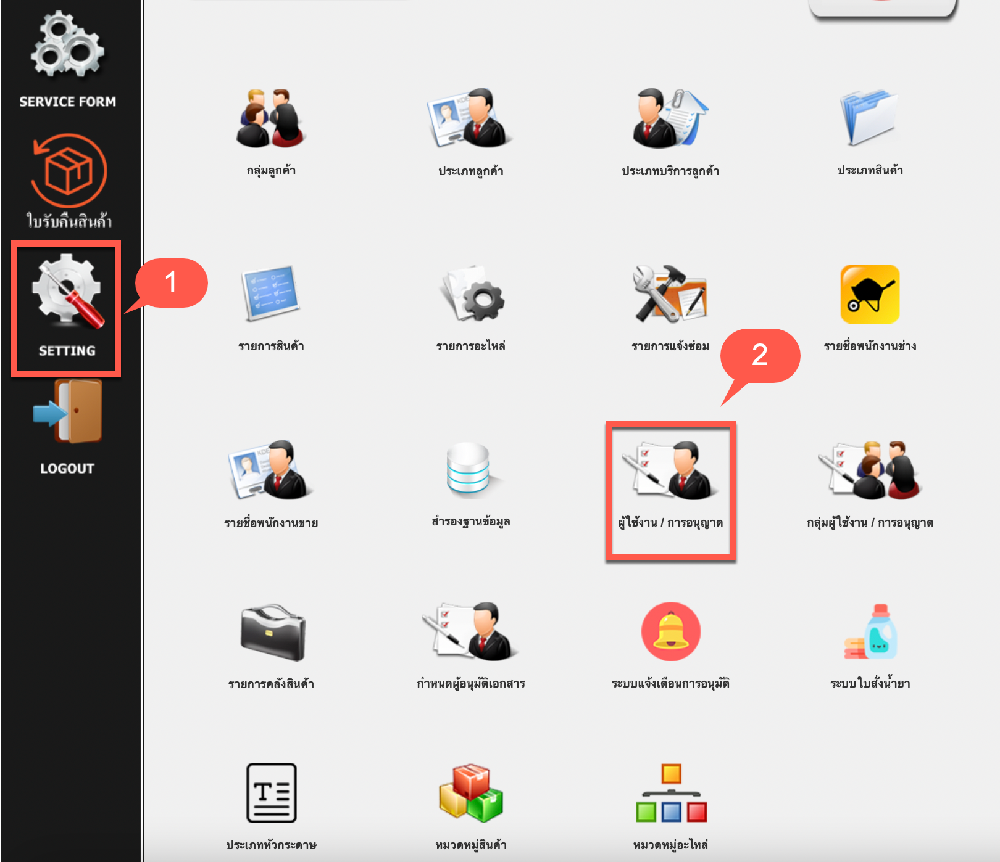 SERVICE FORM
ใบรับคืนสินค้า
1
SETTING
LOGOUT
กลุ่มลูกค้า
ประเภทลูกค้า
ประเภทบริการลูกค้า
ประเภทสินค้า
รายการสินค้า
รายการอะไหล่
รายการแจ้งซ่อม
รายชื่อพนักงานช่าง
2
รายชื่อพนักงานขาย
สำรองฐานข้อมูล
ผู้ใช้งาน / การอนุญาต
กลุ่มผู้ใช้งาน / การอนุญาต
รายการคลังสินค้า
กำหนดผู้อนุมัติเอกสาร
ระบบแจ้งเตือนการอนุมัติ
ระบบใบสั่งน้ำยา
ประเภทหัวกระดาษ
หมวดหมู่สินค้า
หมวดหมู่อะไหล่